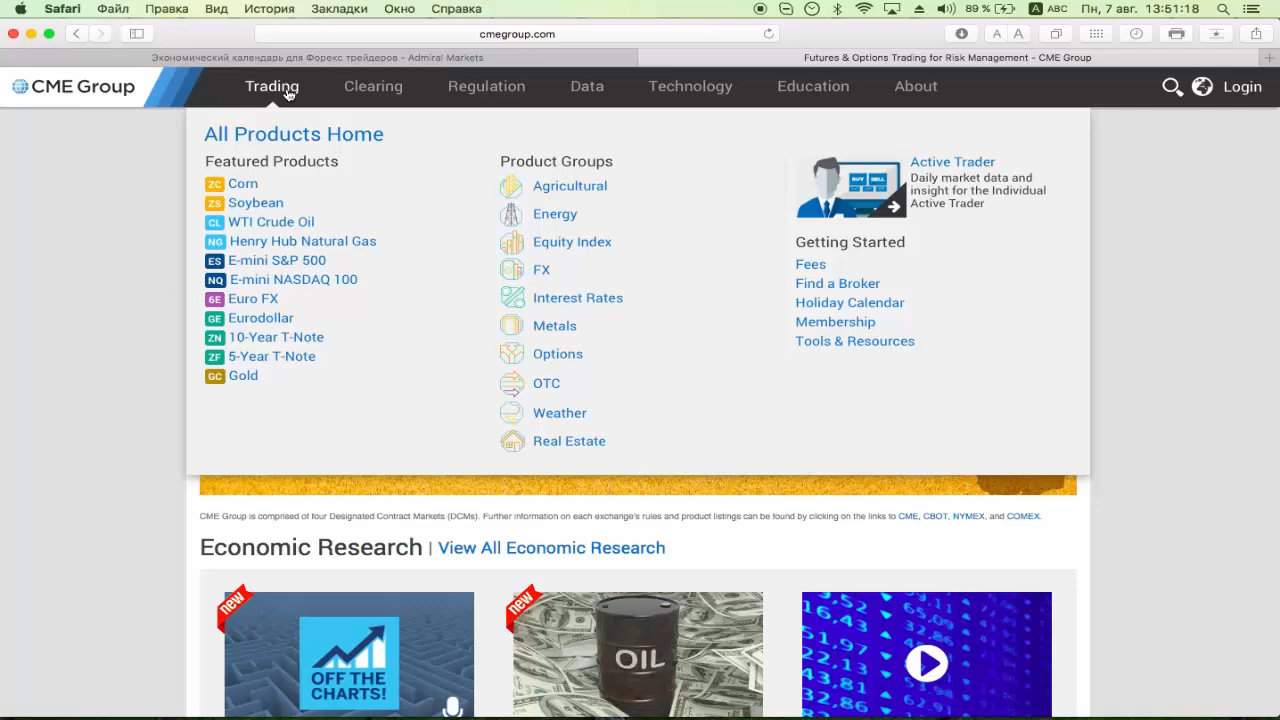 Safari Файл Правка Вид История Закладки Окно Справка 89 % A ABC Пн, 7 авг. 13:51:18
cmegroup.com A A
Экономический календарь для Форекс трейдеров - Admiral Markets
Futures & Options Trading for Risk Management - CME Group
CME Group Trading Clearing Regulation Data Technology Education About Login
All Products Home
Featured Products
ZC Corn
ZS Soybean
CL WTI Crude Oil
NG Henry Hub Natural Gas
ES E-mini S&P 500
NQ E-mini NASDAQ 100
6E Euro FX
GE Eurodollar
ZN 10-Year T-Note
ZF 5-Year T-Note
GC Gold
Product Groups
Agricultural
Energy
Equity Index
FX
Interest Rates
Metals
Options
OTC
Weather
Real Estate
BUY SELL
Active Trader
Daily market data and
insight for the Individual
Active Trader
Getting Started
Fees
Find a Broker
Holiday Calendar
Membership
Tools & Resources
CME Group is comprised of four Designated Contract Markets (DCMs). Further information on each exchange's rules and product listings can be found by clicking on the links to CME, CBOT, NYMEX, and COMEX.
Economic Research | View All Economic Research
new
OFF THE
CHARTS!
new
OIL